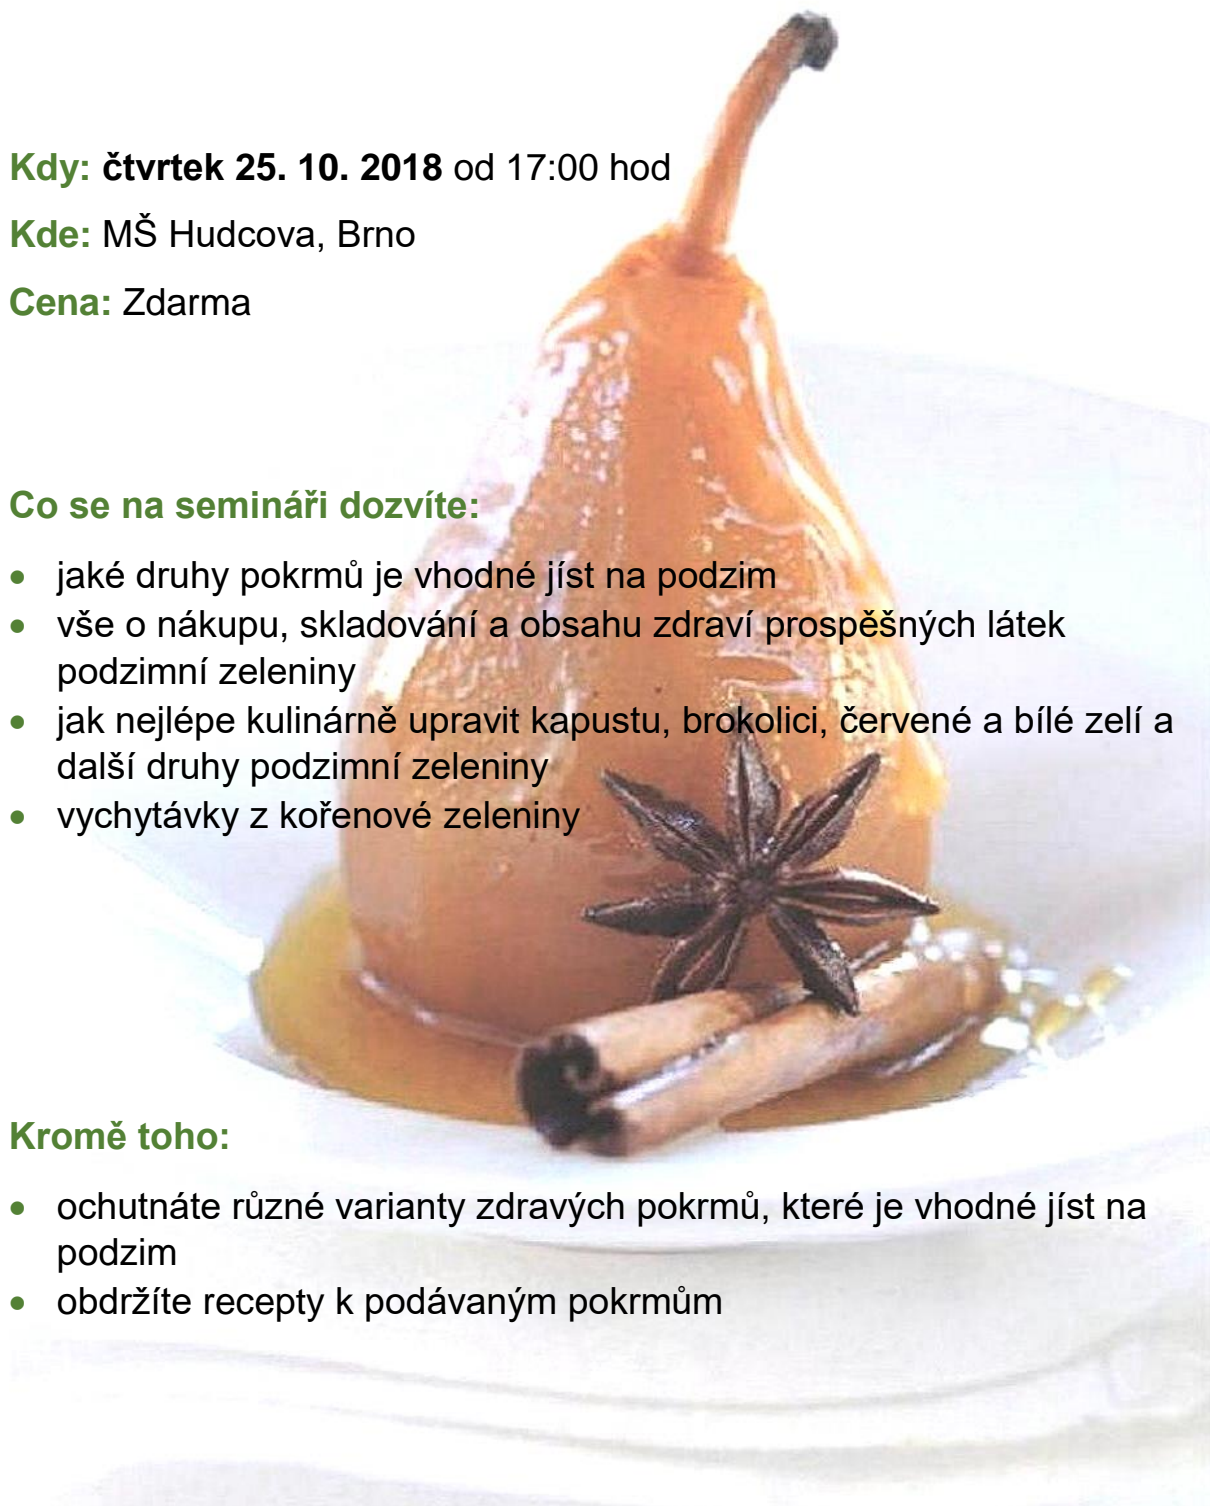 Kdy: čtvrtek 25. 10. 2018 od 17:00 hod
Kde: MŠ Hudcova, Brno
Cena: Zdarma
Co se na semináři dozvíte:
• jaké druhy pokrmů je vhodné jíst na podzim
• vše o nákupu, skladování a obsahu zdraví prospěšných látek
podzimní zeleniny
• jak nejlépe kulinárně upravit kapustu, brokolici, červené a bílé zelí a
další druhy podzimní zeleniny
• vychytávky z kořenové zeleniny
Kromě toho:
• ochutnáte různé varianty zdravých pokrmů, které je vhodné jíst na
podzim
• obdržíte recepty k podávaným pokrmům